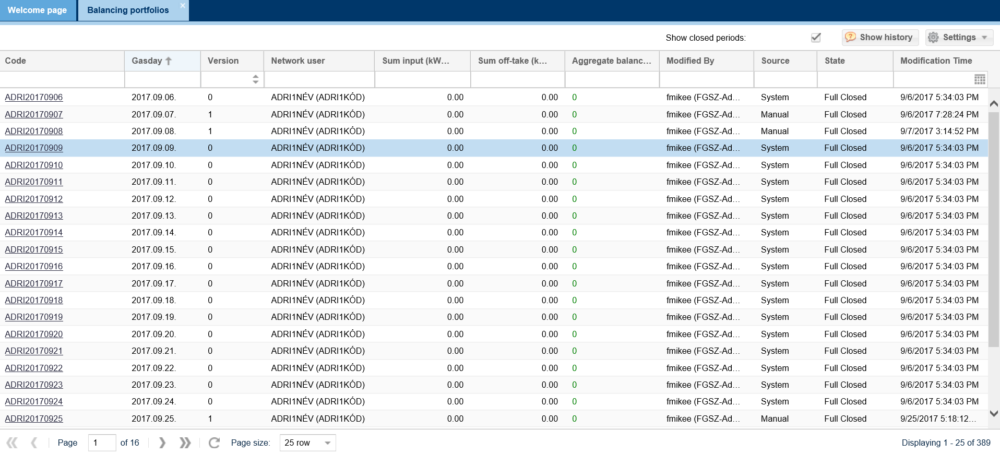 Welcome page Balancing portfolios
Show closed periods: Show history Settings
Code Gasday Version Network user Sum input (kW... Sum off-take (k... Aggregate balanc... Modified By Source State Modification Time
ADRI20170906 2017.09.06. 0 ADRI1NÉV (ADRI1KÓD) 0.00 0.00 0 fmikee (FGSZ-Ad... System Full Closed 9/6/2017 5:34:03 PM
ADRI20170907 2017.09.07. 1 ADRI1NÉV (ADRI1KÓD) 0.00 0.00 0 fmikee (FGSZ-Ad... Manual Full Closed 9/6/2017 7:28:24 PM
ADRI20170908 2017.09.08. 1 ADRI1NÉV (ADRI1KÓD) 0.00 0.00 0 fmikee (FGSZ-Ad... Manual Full Closed 9/7/2017 3:14:52 PM
ADRI20170909 2017.09.09. 0 ADRI1NÉV (ADRI1KÓD) 0.00 0.00 0 fmikee (FGSZ-Ad... System Full Closed 9/6/2017 5:34:03 PM
ADRI20170910 2017.09.10. 0 ADRI1NÉV (ADRI1KÓD) 0.00 0.00 0 fmikee (FGSZ-Ad... System Full Closed 9/6/2017 5:34:03 PM
ADRI20170911 2017.09.11. 0 ADRI1NÉV (ADRI1KÓD) 0.00 0.00 0 fmikee (FGSZ-Ad... System Full Closed 9/6/2017 5:34:03 PM
ADRI20170912 2017.09.12. 0 ADRI1NÉV (ADRI1KÓD) 0.00 0.00 0 fmikee (FGSZ-Ad... System Full Closed 9/6/2017 5:34:03 PM
ADRI20170913 2017.09.13. 0 ADRI1NÉV (ADRI1KÓD) 0.00 0.00 0 fmikee (FGSZ-Ad... System Full Closed 9/6/2017 5:34:03 PM
ADRI20170914 2017.09.14. 0 ADRI1NÉV (ADRI1KÓD) 0.00 0.00 0 fmikee (FGSZ-Ad... System Full Closed 9/6/2017 5:34:03 PM
ADRI20170915 2017.09.15. 0 ADRI1NÉV (ADRI1KÓD) 0.00 0.00 0 fmikee (FGSZ-Ad... System Full Closed 9/6/2017 5:34:03 PM
ADRI20170916 2017.09.16. 0 ADRI1NÉV (ADRI1KÓD) 0.00 0.00 0 fmikee (FGSZ-Ad... System Full Closed 9/6/2017 5:34:03 PM
ADRI20170917 2017.09.17. 0 ADRI1NÉV (ADRI1KÓD) 0.00 0.00 0 fmikee (FGSZ-Ad... System Full Closed 9/6/2017 5:34:03 PM
ADRI20170918 2017.09.18. 0 ADRI1NÉV (ADRI1KÓD) 0.00 0.00 0 fmikee (FGSZ-Ad... System Full Closed 9/6/2017 5:34:03 PM
ADRI20170919 2017.09.19. 0 ADRI1NÉV (ADRI1KÓD) 0.00 0.00 0 fmikee (FGSZ-Ad... System Full Closed 9/6/2017 5:34:03 PM
ADRI20170920 2017.09.20. 0 ADRI1NÉV (ADRI1KÓD) 0.00 0.00 0 fmikee (FGSZ-Ad... System Full Closed 9/6/2017 5:34:03 PM
ADRI20170921 2017.09.21. 0 ADRI1NÉV (ADRI1KÓD) 0.00 0.00 0 fmikee (FGSZ-Ad... System Full Closed 9/6/2017 5:34:03 PM
ADRI20170922 2017.09.22. 0 ADRI1NÉV (ADRI1KÓD) 0.00 0.00 0 fmikee (FGSZ-Ad... System Full Closed 9/6/2017 5:34:03 PM
ADRI20170923 2017.09.23. 0 ADRI1NÉV (ADRI1KÓD) 0.00 0.00 0 fmikee (FGSZ-Ad... System Full Closed 9/6/2017 5:34:03 PM
ADRI20170924 2017.09.24. 0 ADRI1NÉV (ADRI1KÓD) 0.00 0.00 0 fmikee (FGSZ-Ad... System Full Closed 9/6/2017 5:34:03 PM
ADRI20170925 2017.09.25. 1 ADRI1NÉV (ADRI1KÓD) 0.00 0.00 0 fmikee (FGSZ-Ad... Manual Full Closed 9/25/2017 5:18:12...
Page 1 of 16 Page size: 25 row Displaying 1 - 25 of 389